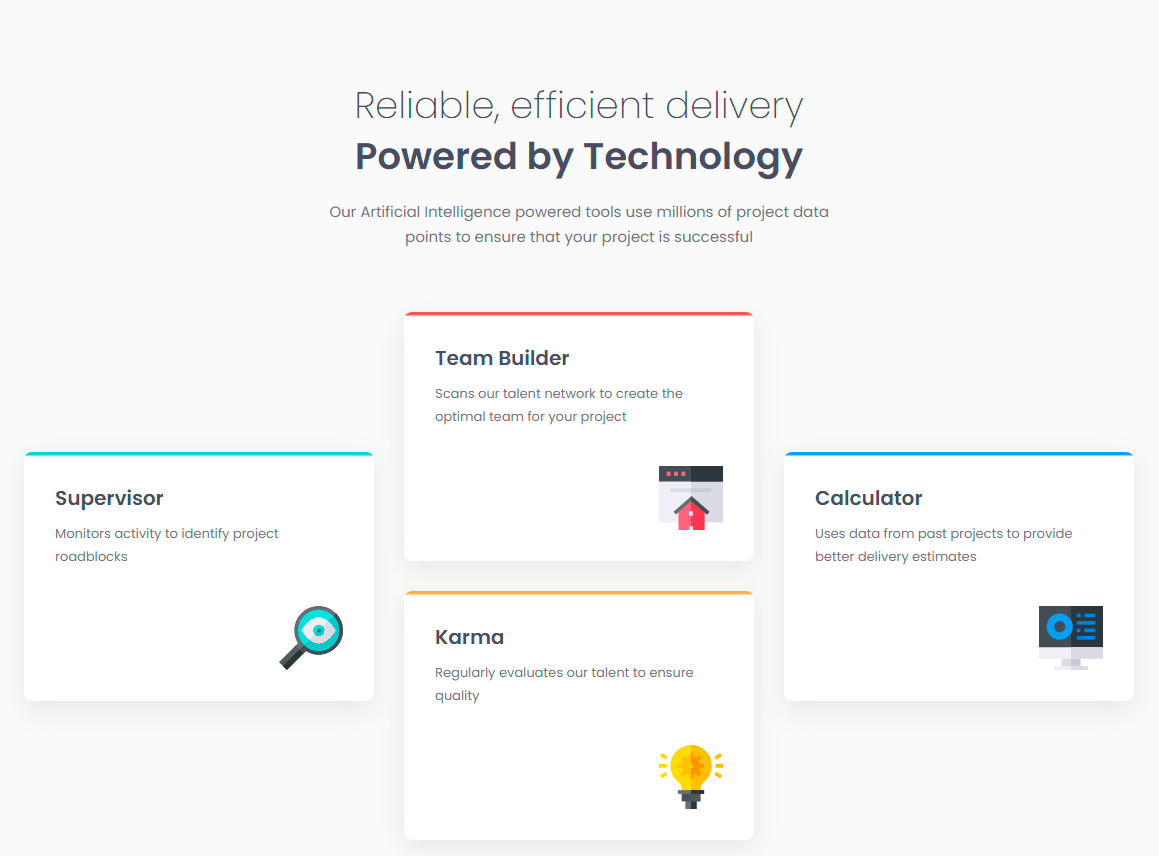 Reliable, efficient delivery
Powered by Technology
Our Artificial Intelligence powered tools use millions of project data
points to ensure that your project is successful
Supervisor
Monitors activity to identify project
roadblocks
Team Builder
Scans our talent network to create the
optimal team for your project
Karma
Regularly evaluates our talent to ensure
quality
Calculator
Uses data from past projects to provide
better delivery estimates